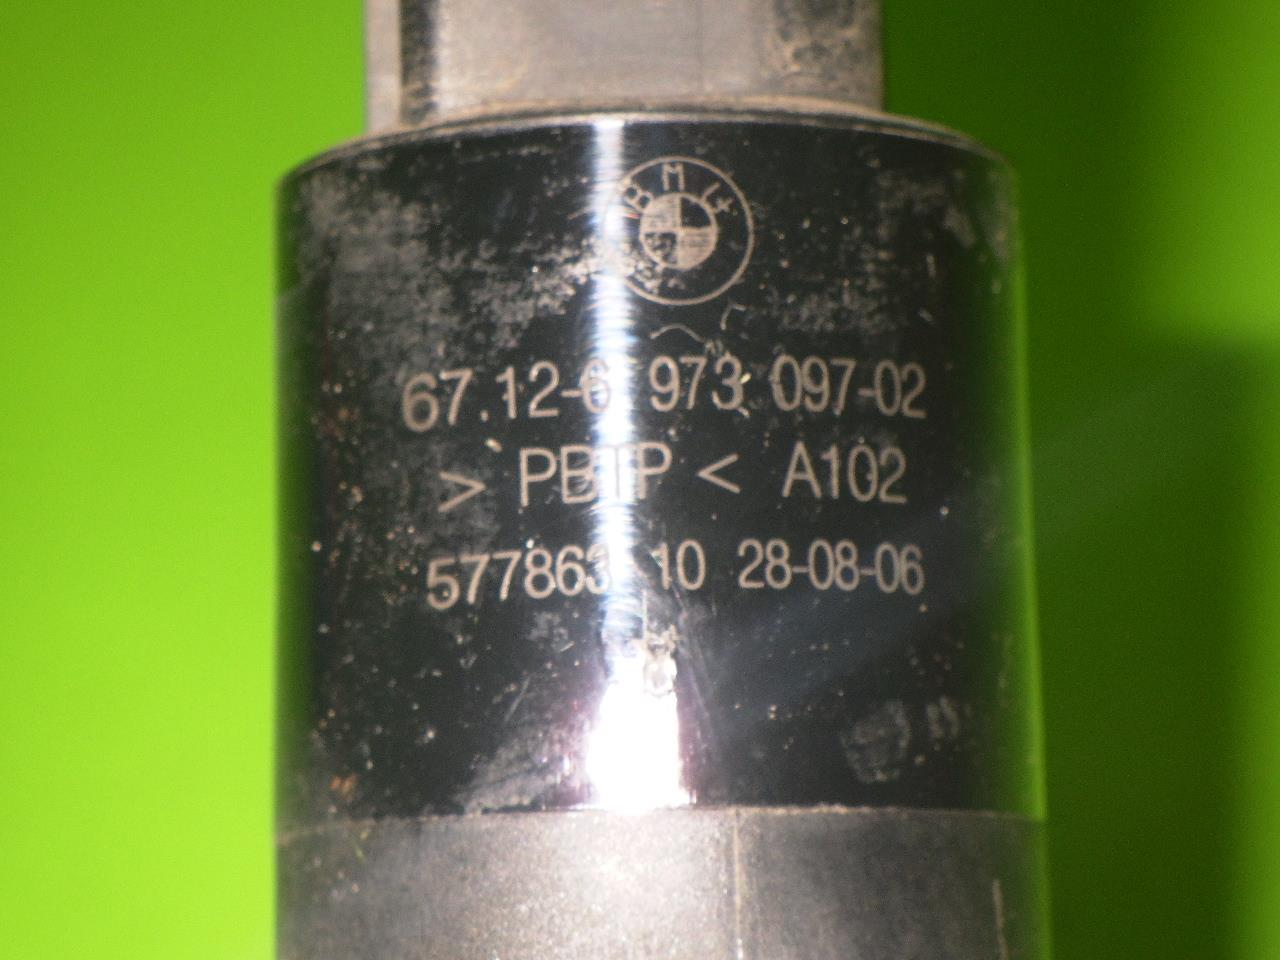 BMW
67.12-6 973 097-02
> PBTP < A102
577863 10 28-08-06